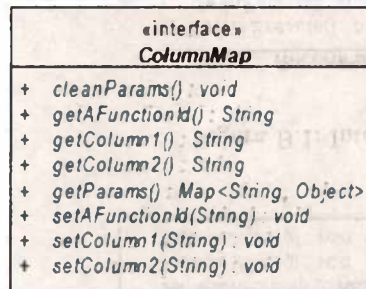 «interface»
ColumnMap
+ cleanParams() : void
+ getAFunctionId() : String
+ getColumn1() : String
+ getColumn2() : String
+ getParams() : Map<String, Object>
+ setAFunctionId(String) : void
+ setColumn1(String) : void
+ setColumn2(String) : void